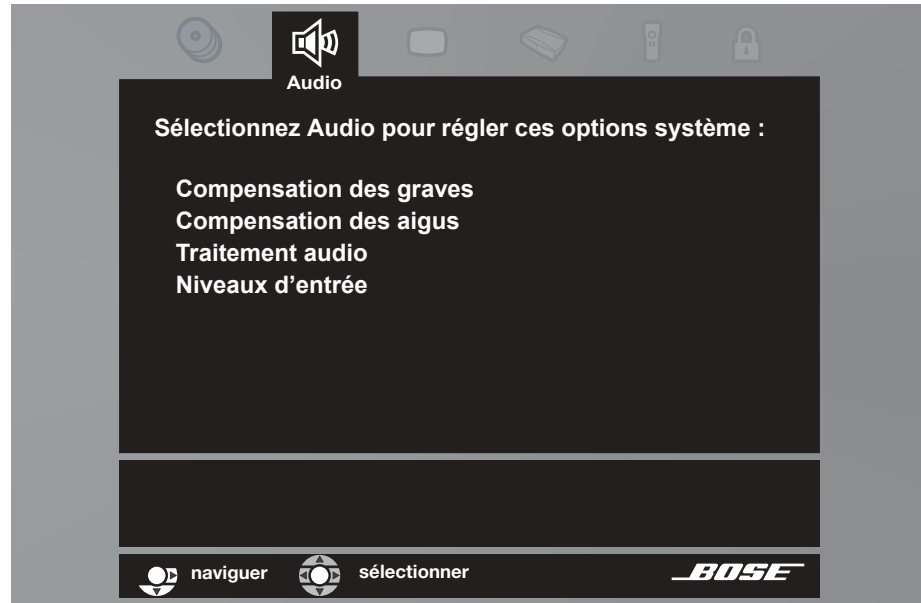 Audio
Sélectionnez Audio pour régler ces options système :
Compensation des graves
Compensation des aigus
Traitement audio
Niveaux d’entrée
naviguer sélectionner BOSE